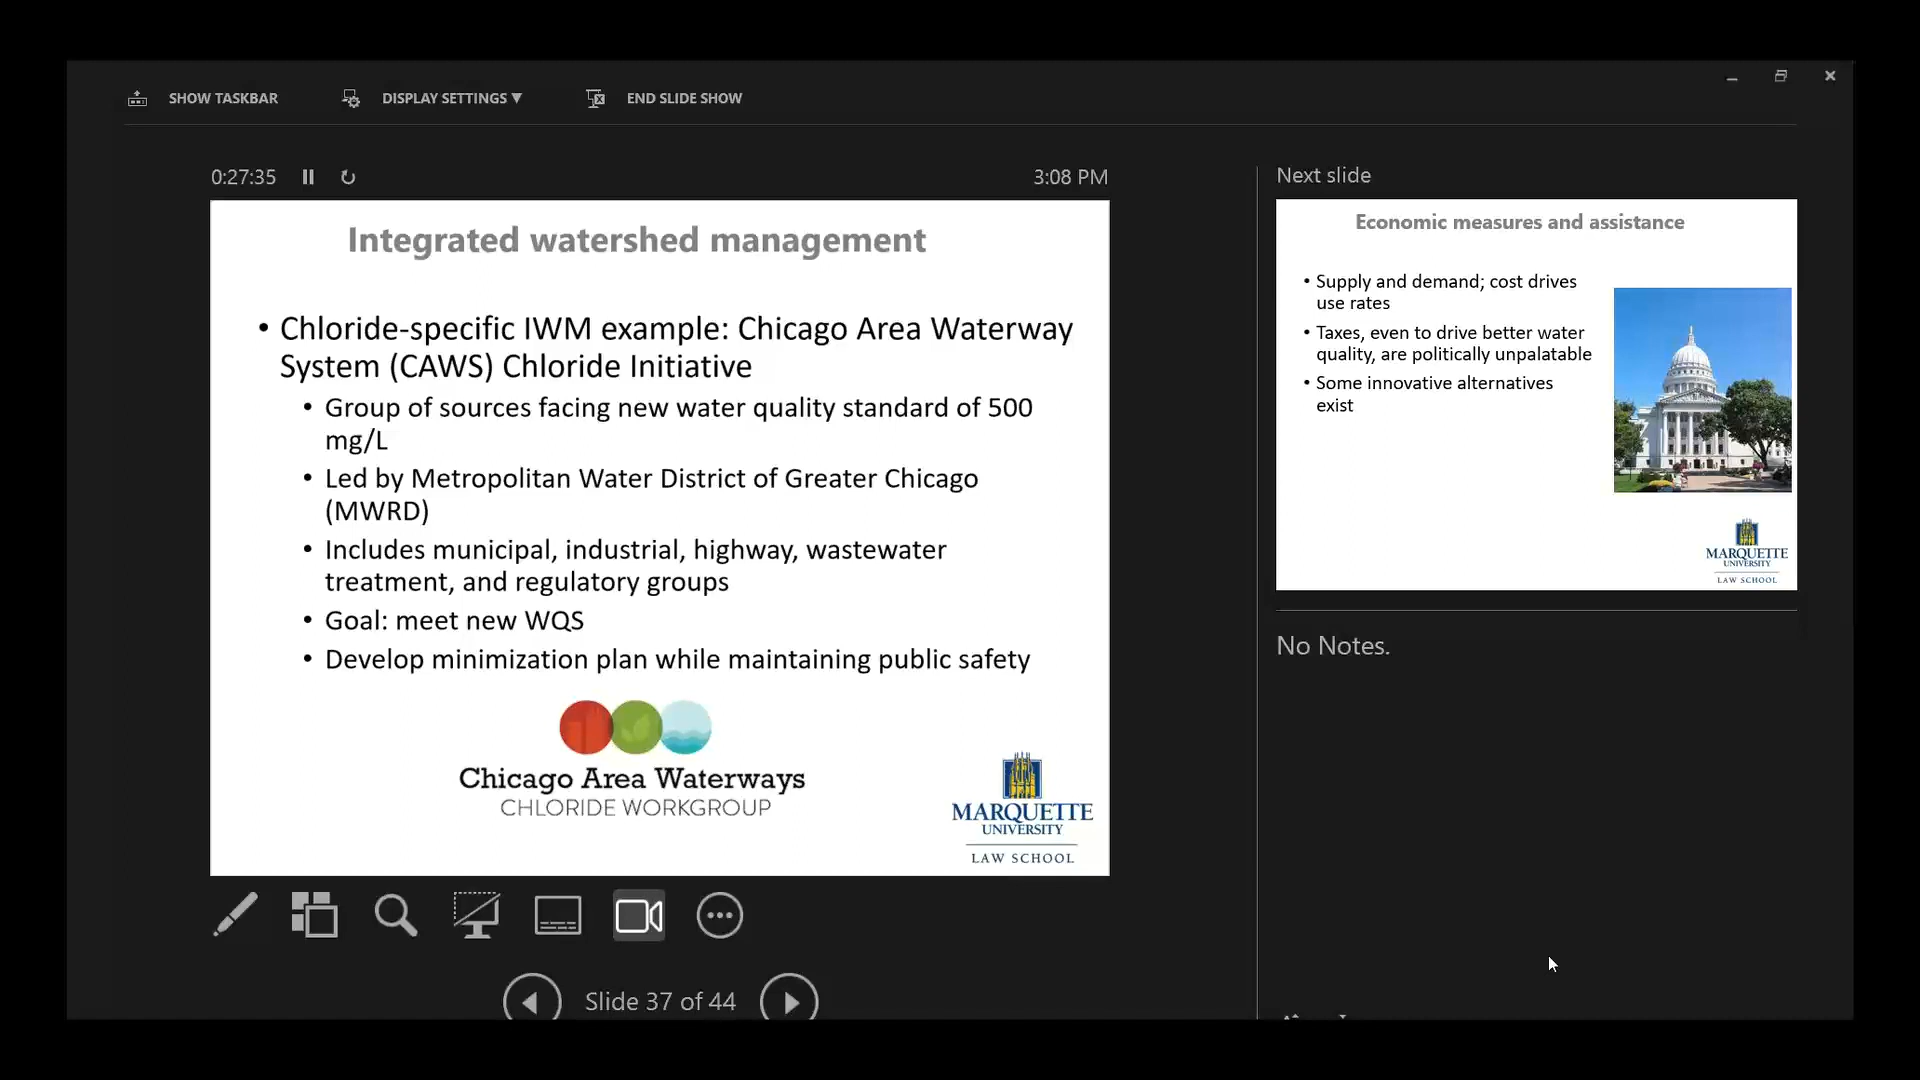 SHOW TASKBAR
DISPLAY SETTINGS ▼
END SLIDE SHOW
0:27:35
3:08 PM
Integrated watershed management
• Chloride-specific IWM example: Chicago Area Waterway
System (CAWS) Chloride Initiative
• Group of sources facing new water quality standard of 500
mg/L
• Led by Metropolitan Water District of Greater Chicago
(MWRD)
• Includes municipal, industrial, highway, wastewater
treatment, and regulatory groups
• Goal: meet new WQS
• Develop minimization plan while maintaining public safety
Chicago Area Waterways
CHLORIDE WORKGROUP
MARQUETTE
UNIVERSITY
LAW SCHOOL
Slide 37 of 44
Next slide
Economic measures and assistance
• Supply and demand; cost drives
use rates
• Taxes, even to drive better water
quality, are politically unpalatable
• Some innovative alternatives
exist
MARQUETTE
UNIVERSITY
LAW SCHOOL
No Notes.